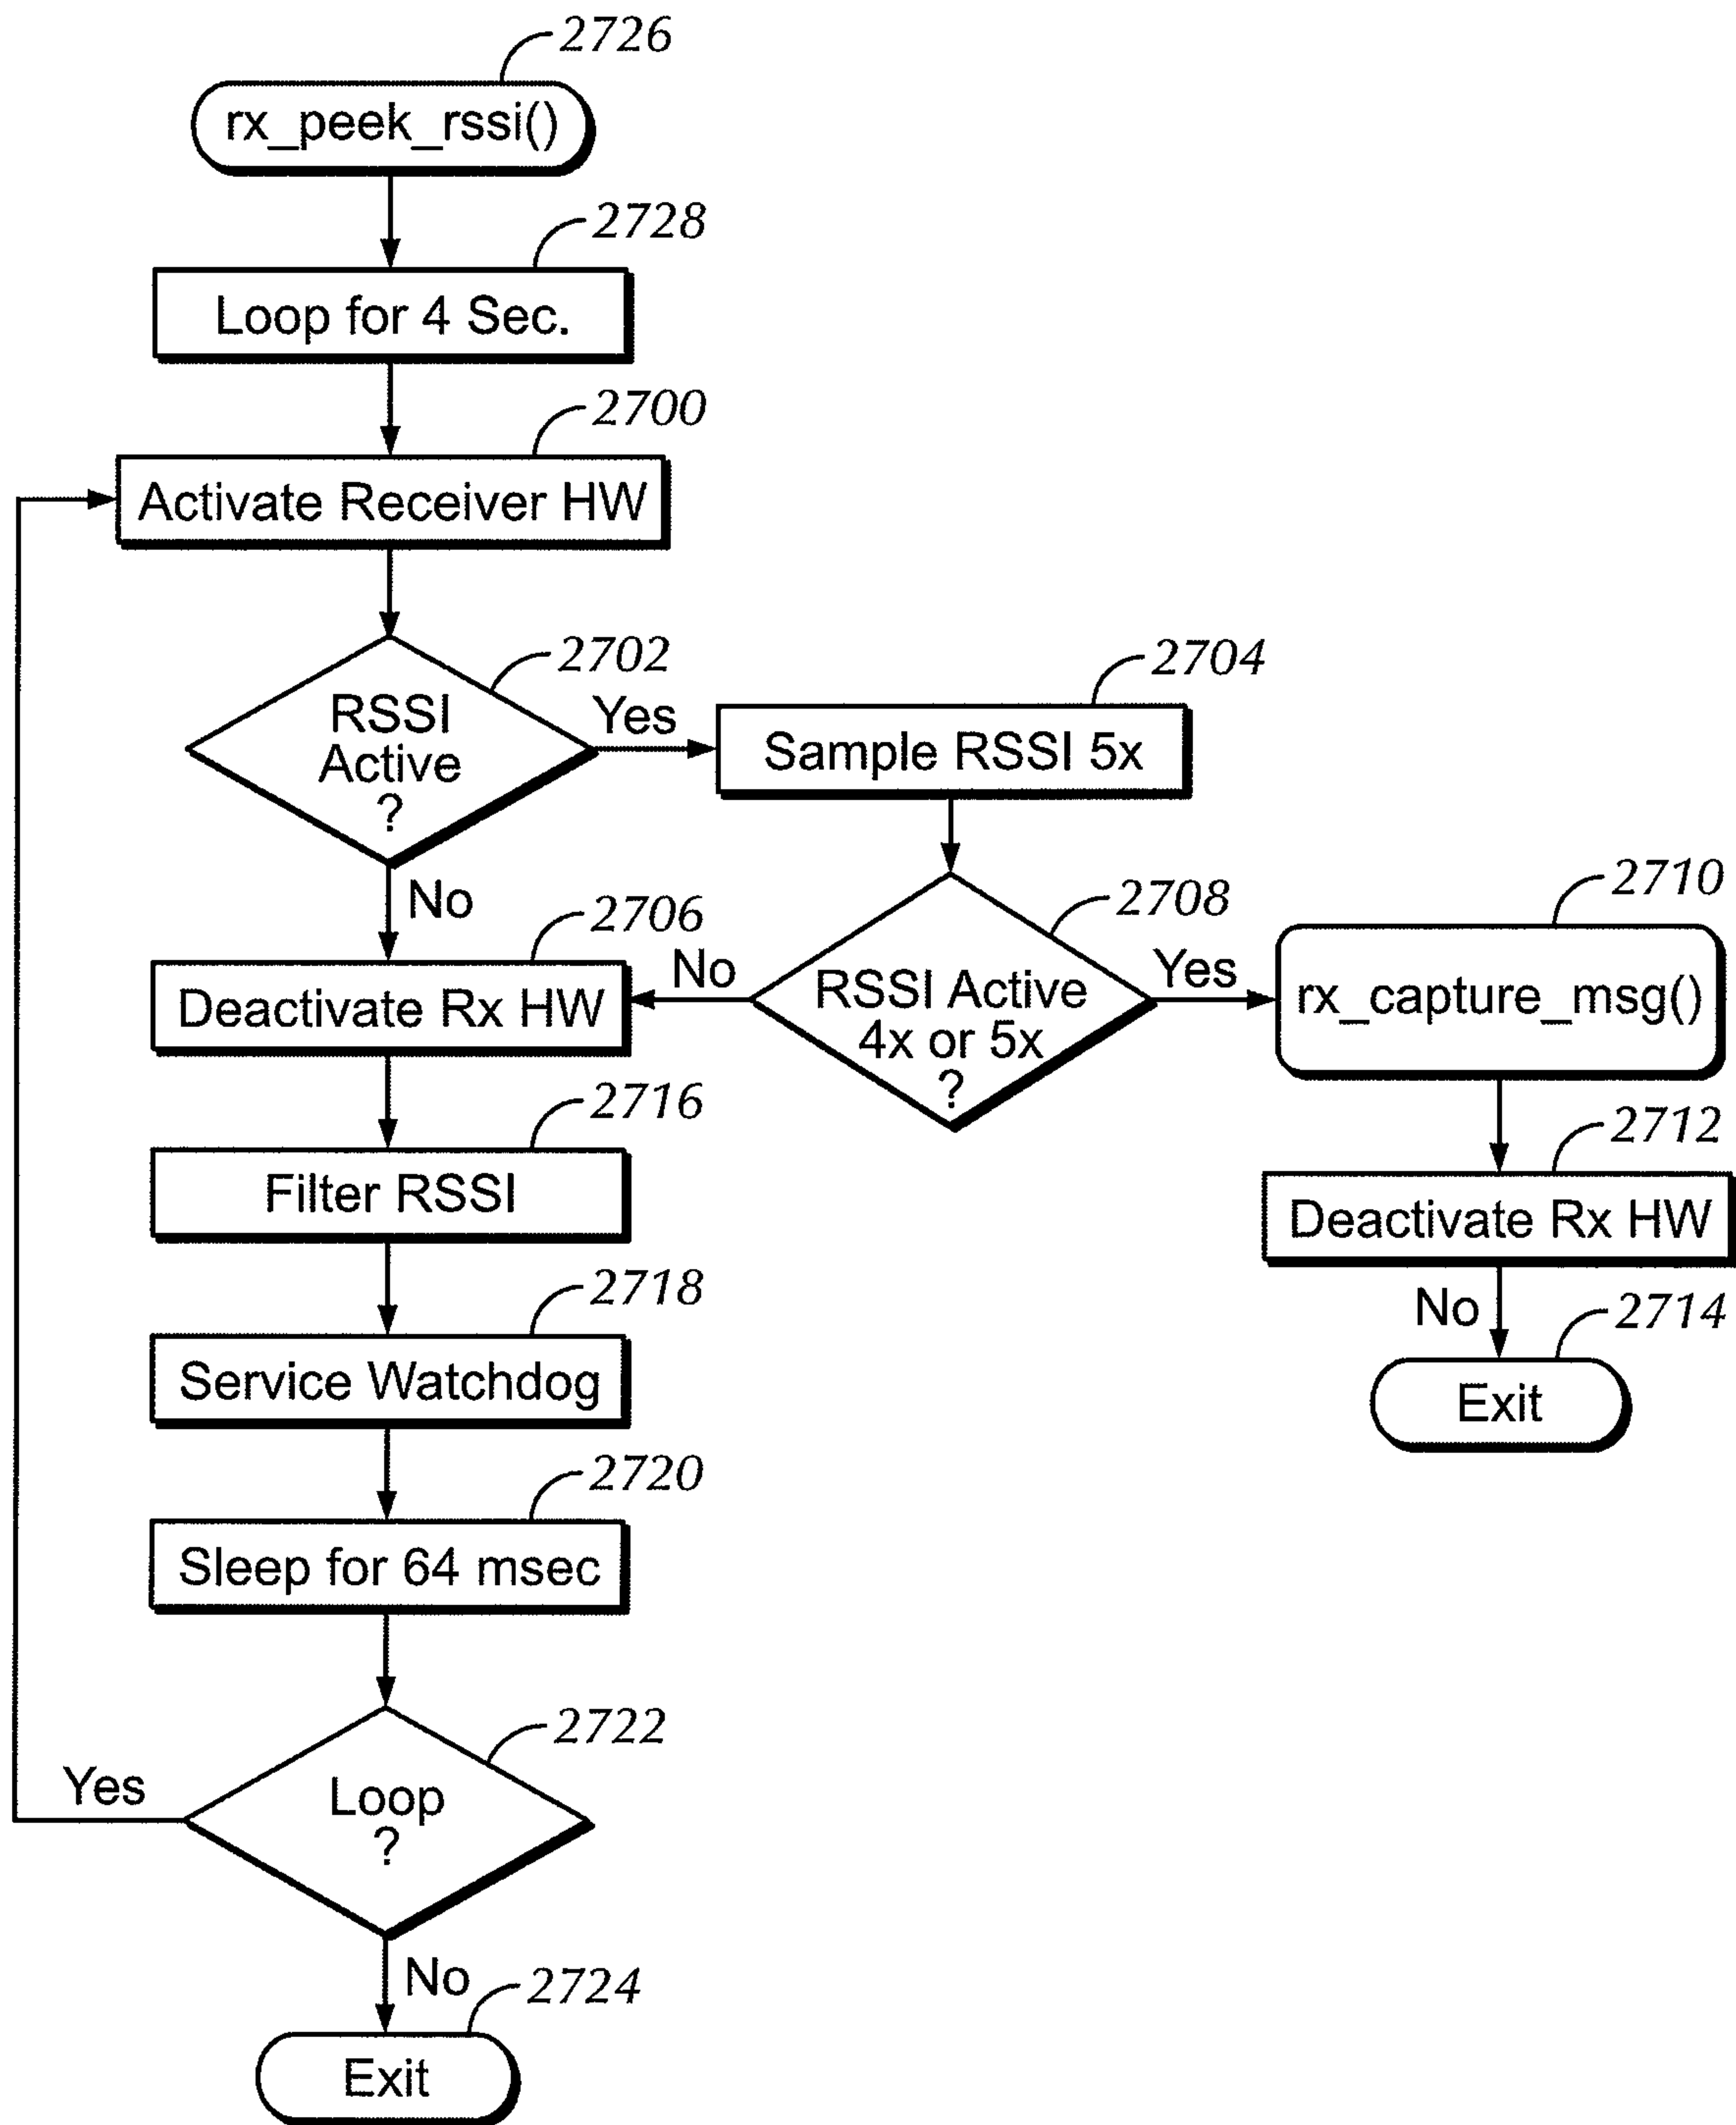 2726
rx_peek_rssi()
2728
Loop for 4 Sec.
2700
Activate Receiver HW
2702
RSSI
Active
?
Yes
2704
Sample RSSI 5x
No
2706
Deactivate Rx HW
No
2708
RSSI Active
4x or 5x
?
Yes
2710
rx_capture_msg()
2712
Deactivate Rx HW
No
2714
Exit
2716
Filter RSSI
2718
Service Watchdog
2720
Sleep for 64 msec
2722
Loop
?
Yes
No
2724
Exit